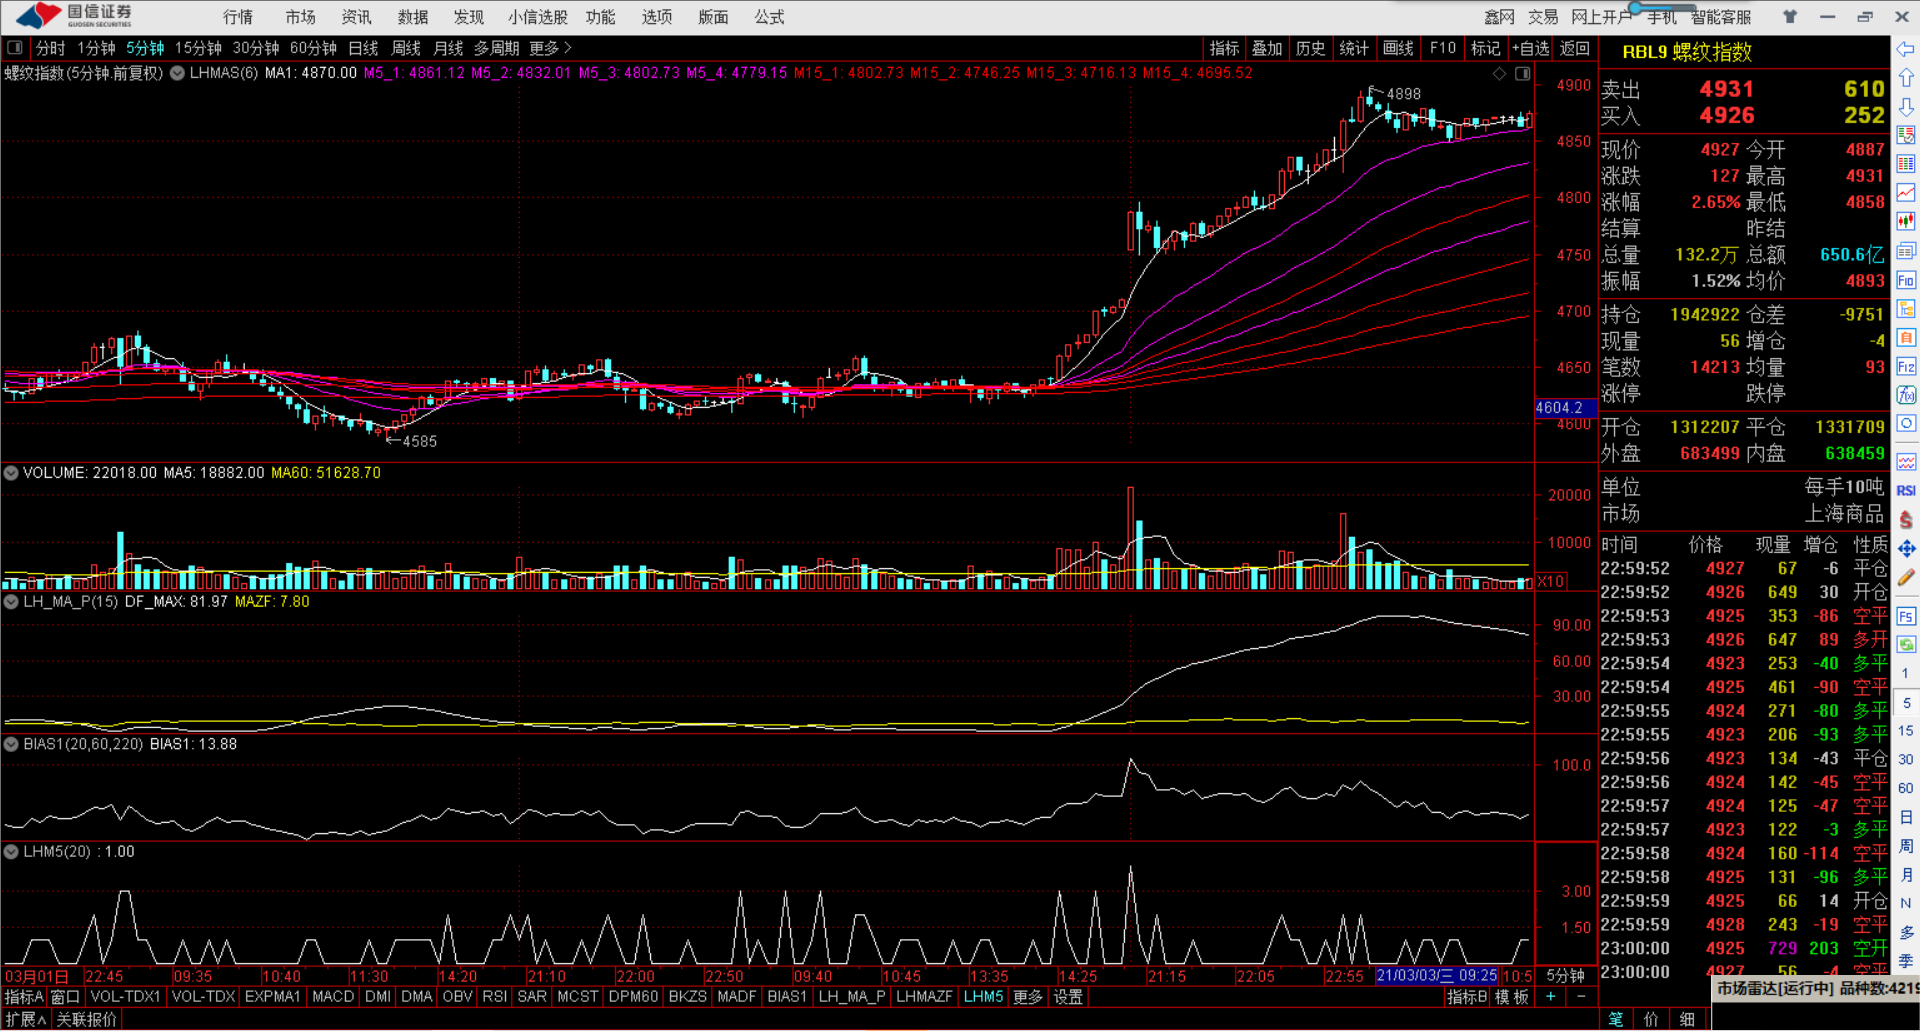 国信证券 行情 市场 资讯 数据 发现 小信选股 功能 选项 版面 公式 鑫网 交易 网上开户 手机 智能客服
GUOSEN SECURITIES
分时 1分钟 5分钟 15分钟 30分钟 60分钟 日线 周线 月线 多周期 更多 指标 叠加 历史 统计 画线 F10 标记 +自选 返回
RBL9 螺纹指数
螺纹指数(5分钟.前复权) LHMAS(6) MA1: 4870.00 M5_1: 4861.12 M5_2: 4832.01 M5_3: 4802.73 M5_4: 4779.15 M15_1: 4802.73 M15_2: 4746.25 M15_3: 4716.13 M15_4: 4695.52
4900
4898
4850
4800
4750
4700
4650
4604.2
4600
4585
VOLUME: 22018.00 MA5: 18882.00 MA60: 51628.70
20000
10000
X10
LH_MA_P(15) DF_MAX: 81.97 MAZF: 7.80
90.00
60.00
30.00
BIAS1(20,60,220) BIAS1: 13.88
100.0
LHM5(20) : 1.00
3.00
1.50
03月01日 22:45 09:35 10:40 11:30 14:20 21:10 22:00 22:50 09:40 10:45 13:35 14:25 21:15 22:05 22:55 21/03/03/三 09:25 10:5 5分钟
指标A 窗口 VOL-TDX1 VOL-TDX EXPMA1 MACD DMI DMA OBV RSI SAR MCST DPM60 BKZS MADF BIAS1 LH_MA_P LHMAZF LHM5 更多 设置 指标B 模板 + −
扩展∧ 关联报价
卖出 4931 610
买入 4926 252
现价 4927 今开 4887
涨跌 127 最高 4931
涨幅 2.65% 最低 4858
结算 昨结
总量 132.2万 总额 650.6亿
振幅 1.52% 均价 4893
持仓 1942922 仓差 -9751
现量 56 增仓 -4
笔数 14213 均量 93
涨停 跌停
开仓 1312207 平仓 1331709
外盘 683499 内盘 638459
单位 每手10吨
市场 上海商品
时间 价格 现量 增仓 性质
22:59:52 4927 67 -6 平仓
22:59:52 4926 649 30 开仓
22:59:53 4925 353 -86 空平
22:59:53 4926 647 89 多开
22:59:54 4923 253 -40 多平
22:59:54 4925 461 -90 空平
22:59:55 4924 271 -80 多平
22:59:55 4923 206 -93 多平
22:59:56 4923 134 -43 平仓
22:59:56 4924 142 -45 空平
22:59:57 4924 125 -47 空平
22:59:57 4923 122 -3 多平
22:59:58 4924 160 -114 空平
22:59:58 4925 131 -96 多平
22:59:59 4925 66 14 开仓
22:59:59 4928 243 -19 空平
23:00:00 4925 729 203 空开
23:00:00 4927 56 -4 空平
市场雷达[运行中] 品种数:4219
笔 价 细
F10
自
F12
f(x)
RSI
$
F5
1
5
15
30
60
日
周
月
N
多
季